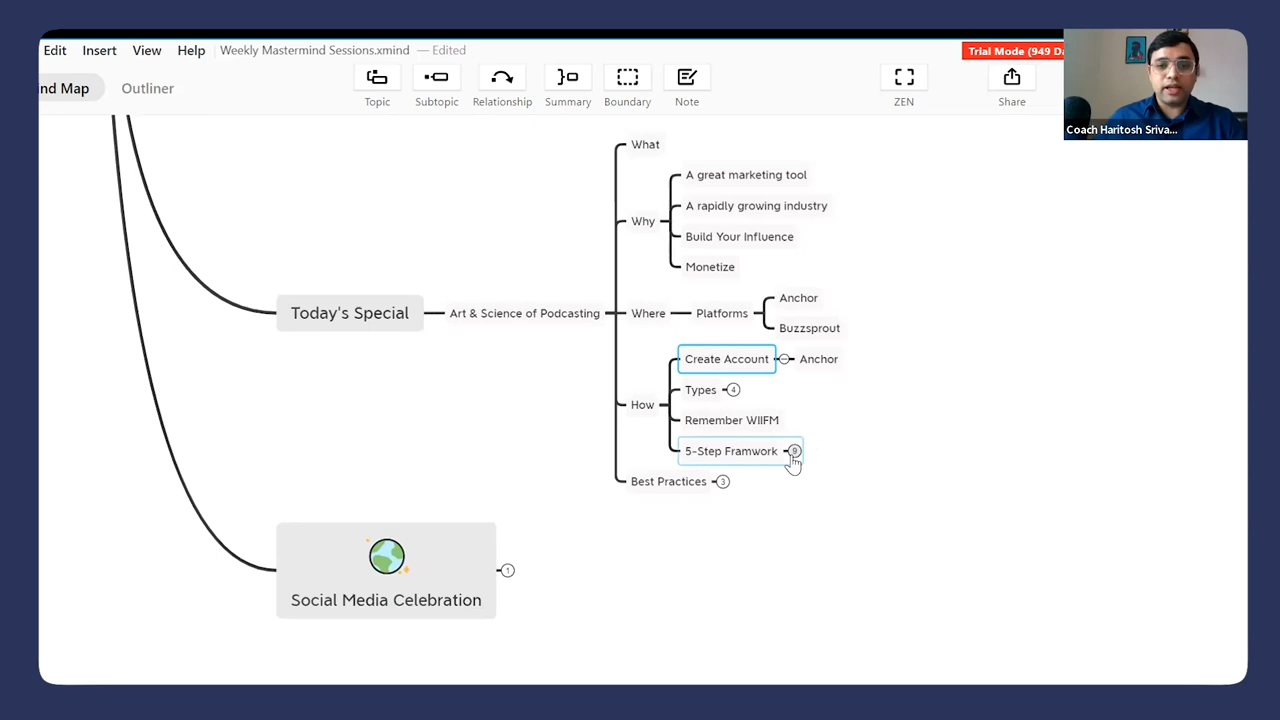 Edit Insert View Help Weekly Mastermind Sessions.xmind — Edited
Trial Mode (949 Da
ind Map Outliner
Topic Subtopic Relationship Summary Boundary Note ZEN Share
Coach Haritosh Sriva...
What
A great marketing tool
A rapidly growing industry
Why
Build Your Influence
Monetize
Anchor
Today's Special Art & Science of Podcasting Where Platforms
Buzzsprout
Create Account Anchor
Types 4
How
Remember WIIFM
5-Step Framwork 9
Best Practices 3
1
Social Media Celebration